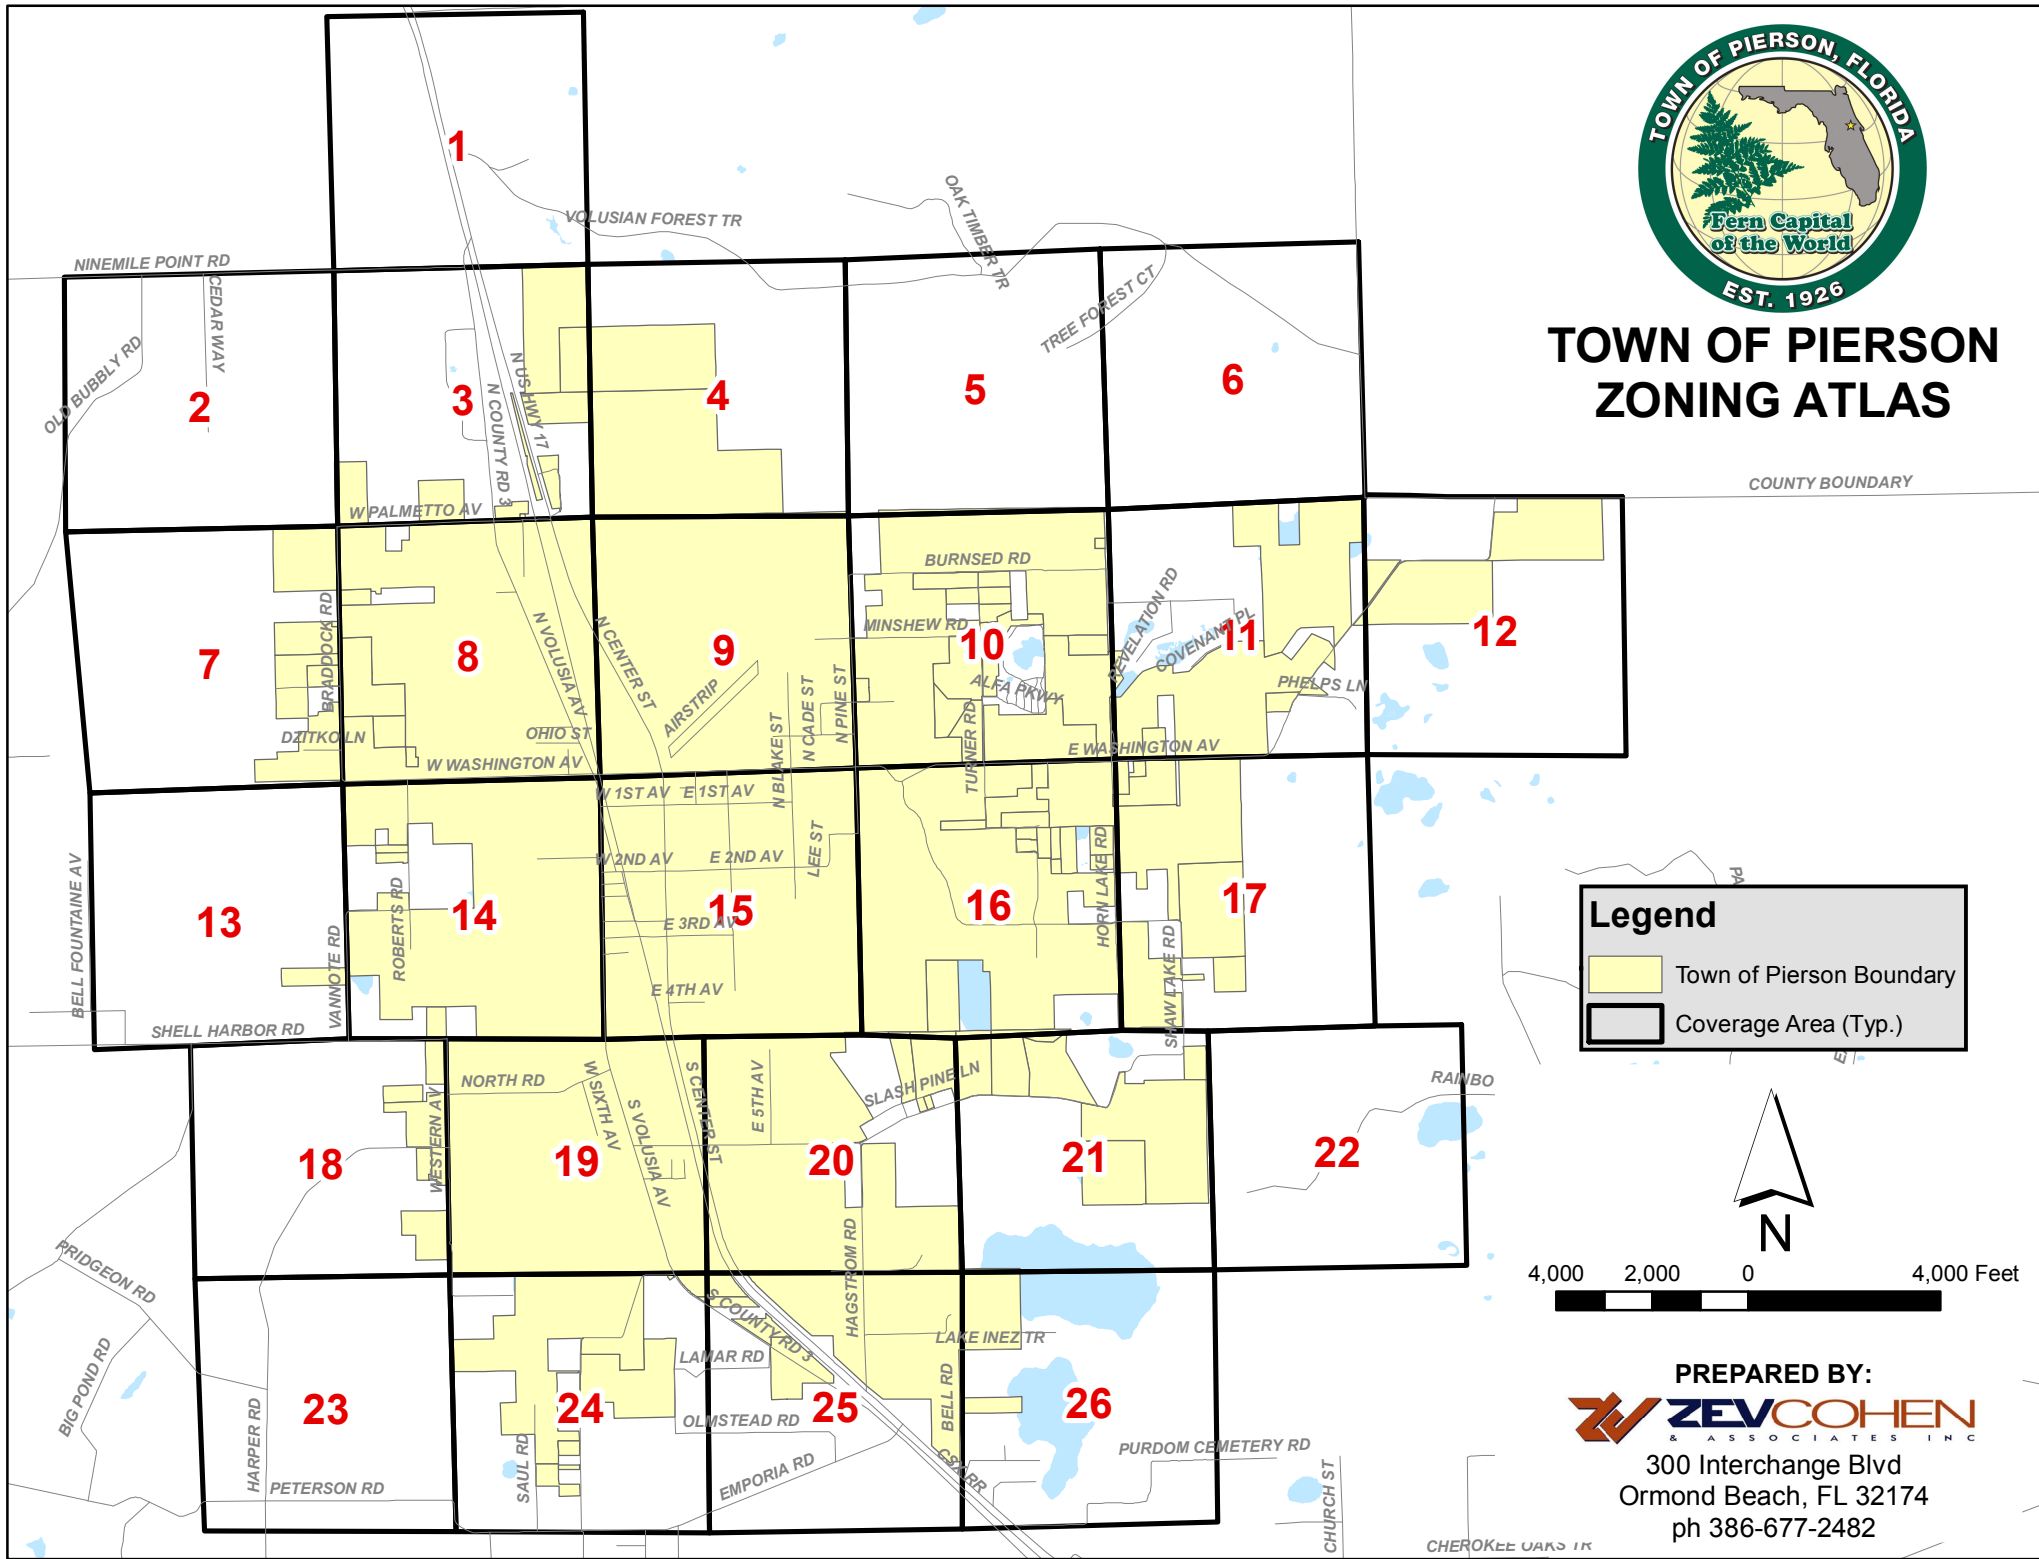 TOWN OF PIERSON, FLORIDA
Fern Capital
of the World
EST. 1926
TOWN OF PIERSON
ZONING ATLAS
1
VOLUSIAN FOREST TR
OAK TIMBER TR
NINEMILE POINT RD
CEDAR WAY
OLD BUBBLY RD
TREE FOREST CT
N US HWY 17
N COUNTY RD 3
2
3
4
5
6
COUNTY BOUNDARY
W PALMETTO AV
BURNSED RD
BRADDOCK RD
N VOLUSIA AV
N CENTER ST
MINSHEW RD
REVELATION RD
COVENANT PL
7
8
9
10
11
12
AIRSTRIP
N BLAKE ST
N CADE ST
N PINE ST
ALFA PKWY
TURNER RD
PHELPS LN
DZITKO LN
OHIO ST
W WASHINGTON AV
E WASHINGTON AV
W 1ST AV
E 1ST AV
LEE ST
W 2ND AV
E 2ND AV
BELL FOUNTAINE AV
VANNOTE RD
ROBERTS RD
HORN LAKE RD
SHAW LAKE RD
13
14
15
16
17
E 3RD AV
E 4TH AV
SHELL HARBOR RD
PA
Legend
Town of Pierson Boundary
Coverage Area (Typ.)
E
RAINBO
NORTH RD
WESTERN AV
W SIXTH AV
S VOLUSIA AV
S CENTER ST
E 5TH AV
SLASH PINE LN
18
19
20
21
22
N
HAGSTROM RD
PRIDGEON RD
BIG POND RD
HARPER RD
S COUNTY RD 3
LAMAR RD
LAKE INEZ TR
4,000 2,000 0 4,000 Feet
23
24
25
26
OLMSTEAD RD
BELL RD
SAUL RD
EMPORIA RD
CSX RR
PURDOM CEMETERY RD
CHURCH ST
PETERSON RD
CHEROKEE OAKS TR
PREPARED BY:
ZEV COHEN
& ASSOCIATES INC
300 Interchange Blvd
Ormond Beach, FL 32174
ph 386-677-2482